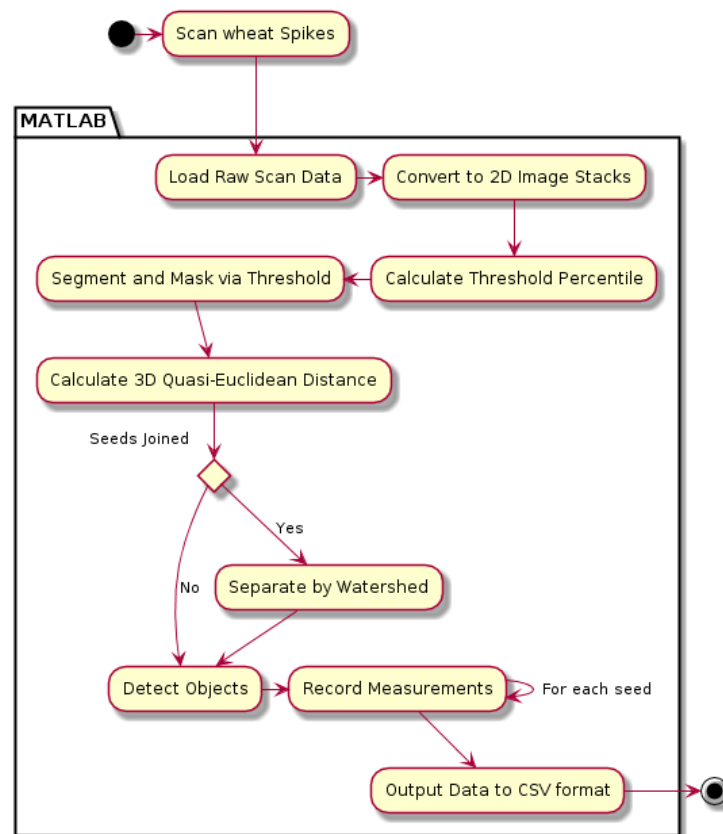 Scan wheat Spikes
MATLAB
Load Raw Scan Data
Convert to 2D Image Stacks
Segment and Mask via Threshold
Calculate Threshold Percentile
Calculate 3D Quasi-Euclidean Distance
Seeds Joined
Yes
No
Separate by Watershed
Detect Objects
Record Measurements
For each seed
Output Data to CSV format